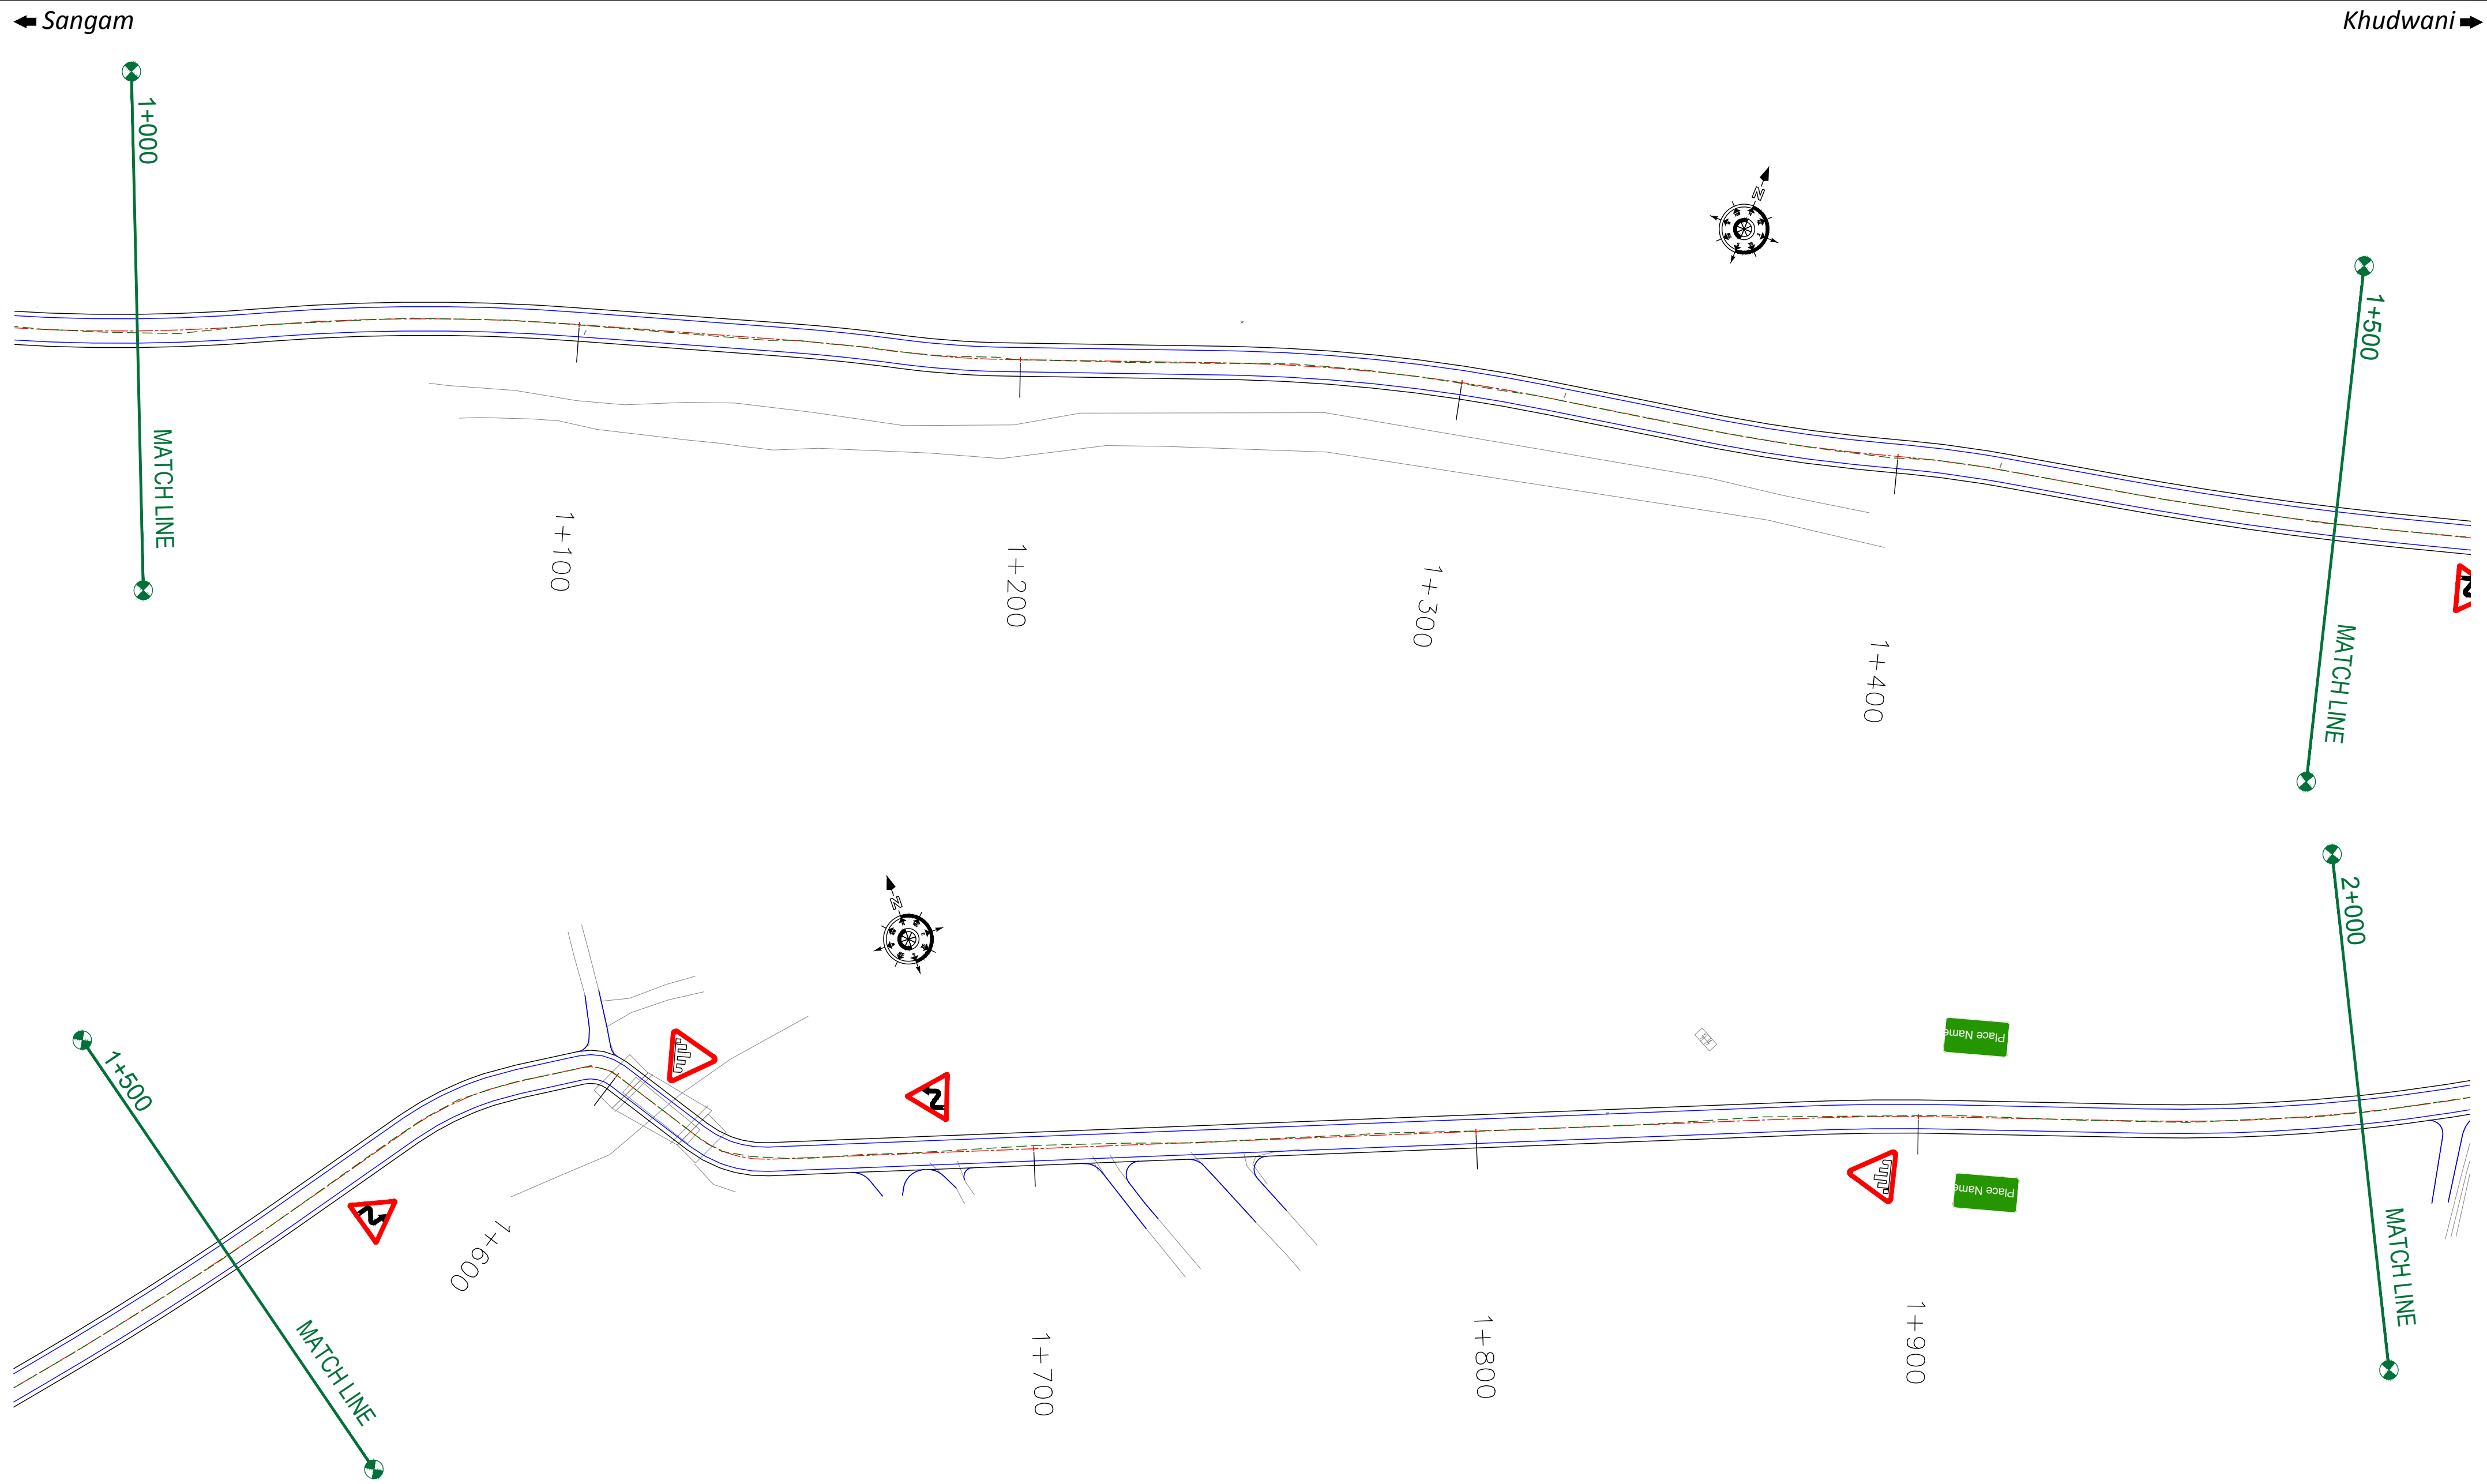 Sangam
Khudwani
1+000
MATCH LINE
N
1+500
MATCH LINE
1+100
1+200
1+300
1+400
1+500
MATCH LINE
N
2+000
MATCH LINE
Place Name
Place Name
1+600
1+700
1+800
1+900